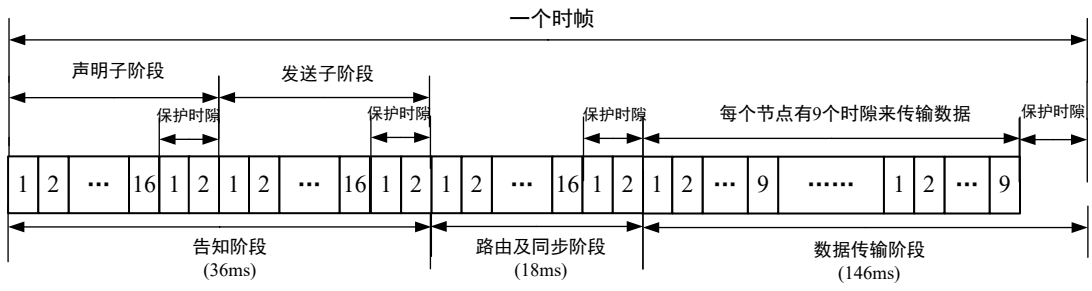 一个时帧
声明子阶段 发送子阶段
保护时隙 保护时隙 保护时隙 每个节点有9个时隙来传输数据 保护时隙
1 2 ··· 16 1 2 1 2 ··· 16 1 2 1 2 ··· 16 1 2 1 2 ··· 9 ······ 1 2 ··· 9
告知阶段 路由及同步阶段 数据传输阶段
(36ms) (18ms) (146ms)